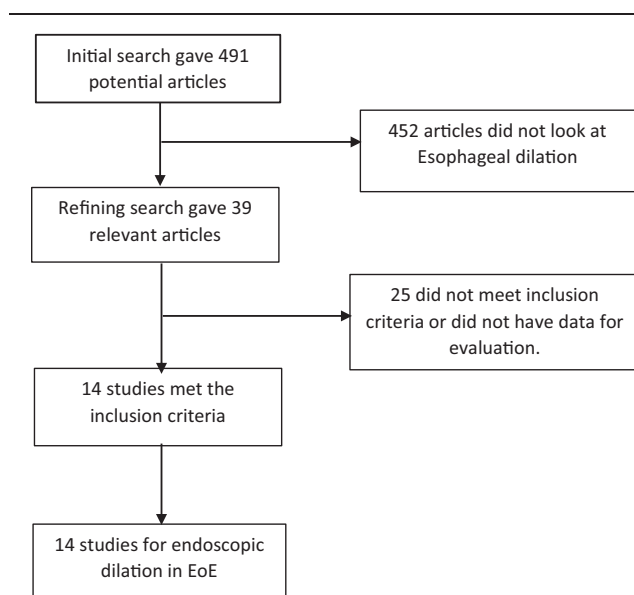 Initial search gave 491
potential articles
452 articles did not look at
Esophageal dilation
Refining search gave 39
relevant articles
25 did not meet inclusion
criteria or did not have data for
evaluation.
14 studies met the
inclusion criteria
14 studies for endoscopic
dilation in EoE